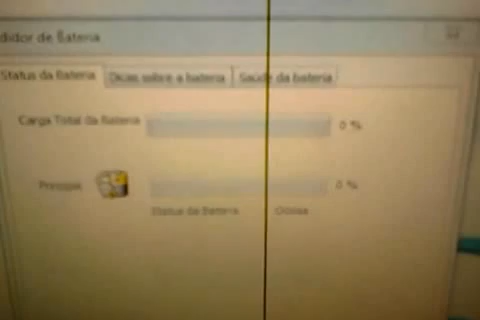 didor de Bateria
Status da Bateria Dicas sobre a bateria Saúde da bateria
Carga Total da Bateria 0 %
Principal 0 %
Status da Bateria Ociosa